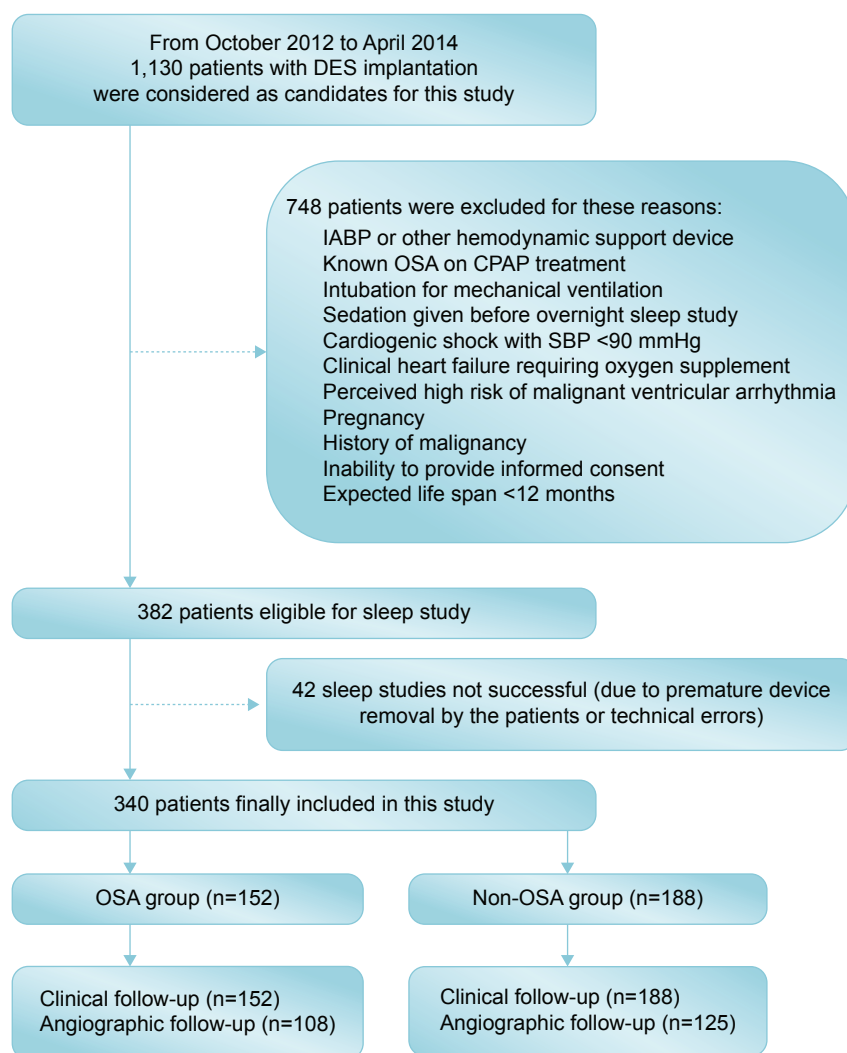 From October 2012 to April 2014
1,130 patients with DES implantation
were considered as candidates for this study
748 patients were excluded for these reasons:
IABP or other hemodynamic support device
Known OSA on CPAP treatment
Intubation for mechanical ventilation
Sedation given before overnight sleep study
Cardiogenic shock with SBP <90 mmHg
Clinical heart failure requiring oxygen supplement
Perceived high risk of malignant ventricular arrhythmia
Pregnancy
History of malignancy
Inability to provide informed consent
Expected life span <12 months
382 patients eligible for sleep study
42 sleep studies not successful (due to premature device
removal by the patients or technical errors)
340 patients finally included in this study
OSA group (n=152)
Non-OSA group (n=188)
Clinical follow-up (n=152)
Angiographic follow-up (n=108)
Clinical follow-up (n=188)
Angiographic follow-up (n=125)